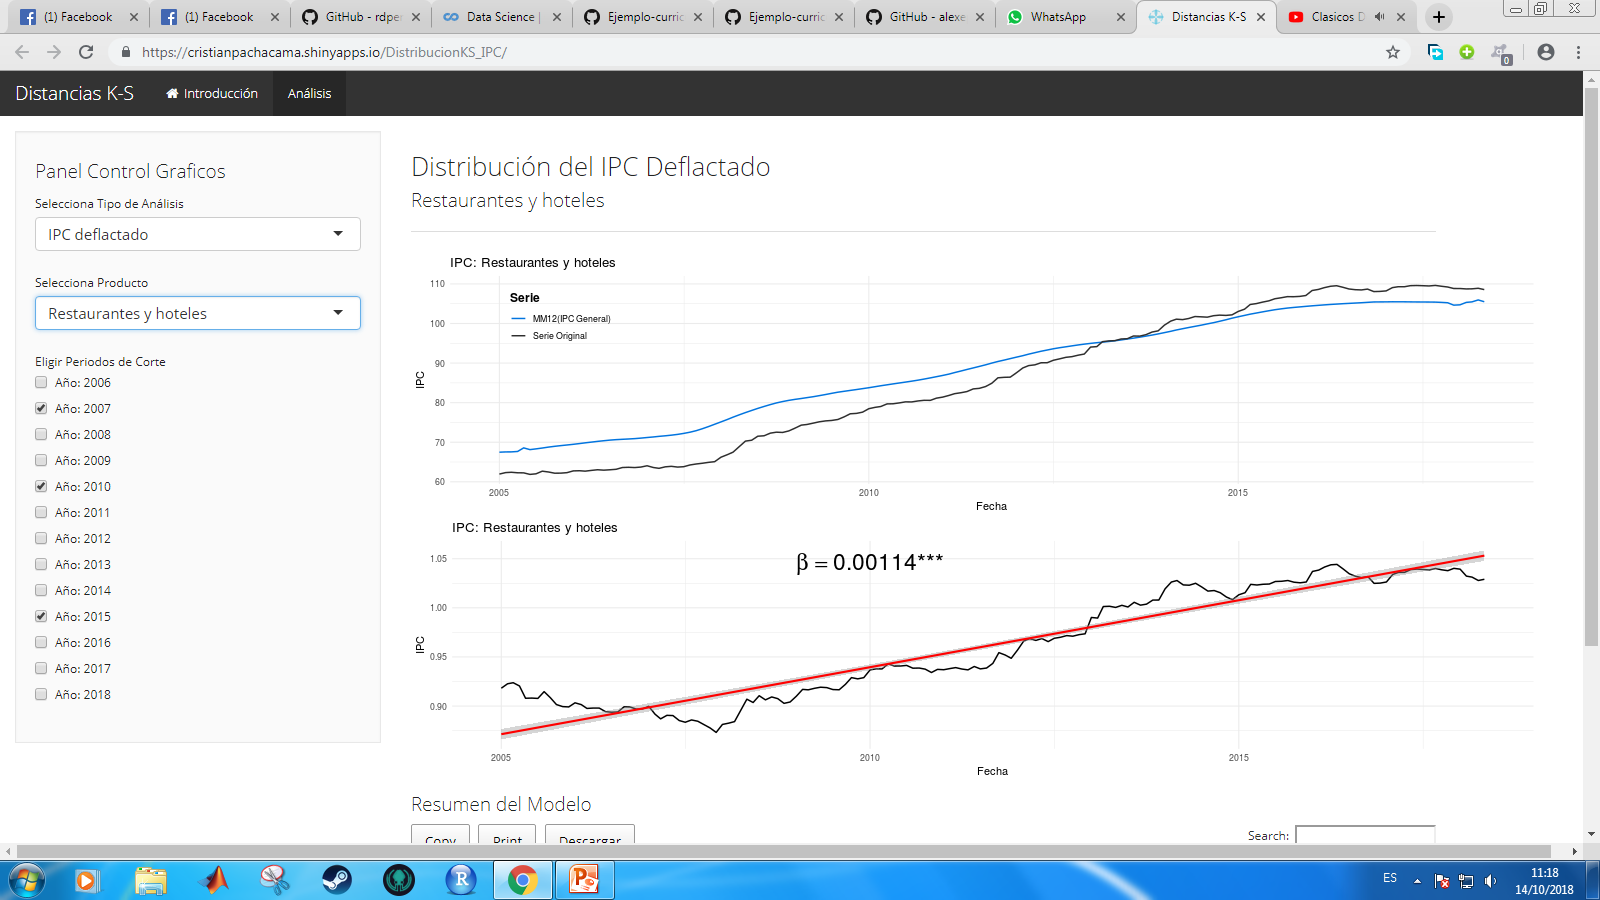 (1) Facebook
(1) Facebook
GitHub - rdpe
Data Science |
Ejemplo-curric
Ejemplo-curric
GitHub - alexe
WhatsApp
Distancias K-S
Clasicos D
https://cristianpachacama.shinyapps.io/DistribucionKS_IPC/
0
Distancias K-S
Introducción
Análisis
Panel Control Graficos
Selecciona Tipo de Análisis
IPC deflactado
Selecciona Producto
Restaurantes y hoteles
Eligir Periodos de Corte
Año: 2006
Año: 2007
Año: 2008
Año: 2009
Año: 2010
Año: 2011
Año: 2012
Año: 2013
Año: 2014
Año: 2015
Año: 2016
Año: 2017
Año: 2018
Distribución del IPC Deflactado
Restaurantes y hoteles
IPC: Restaurantes y hoteles
110
100
90
80
70
60
IPC
Serie
MM12(IPC General)
Serie Original
2005
2010
2015
Fecha
IPC: Restaurantes y hoteles
β = 0.00114***
1.05
1.00
0.95
0.90
IPC
2005
2010
2015
Fecha
Resumen del Modelo
Copy
Print
Descargar
Search:
ES
11:18
14/10/2018